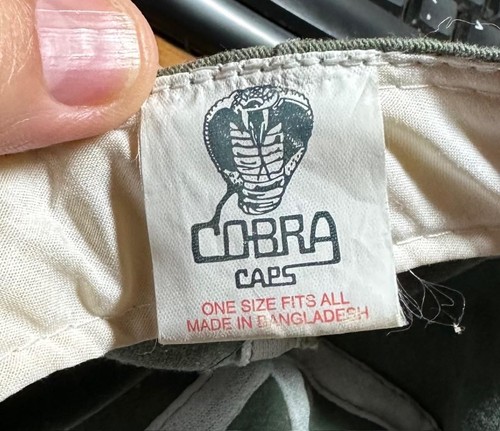 COBRA
CAPS
ONE SIZE FITS ALL
MADE IN BANGLADESH